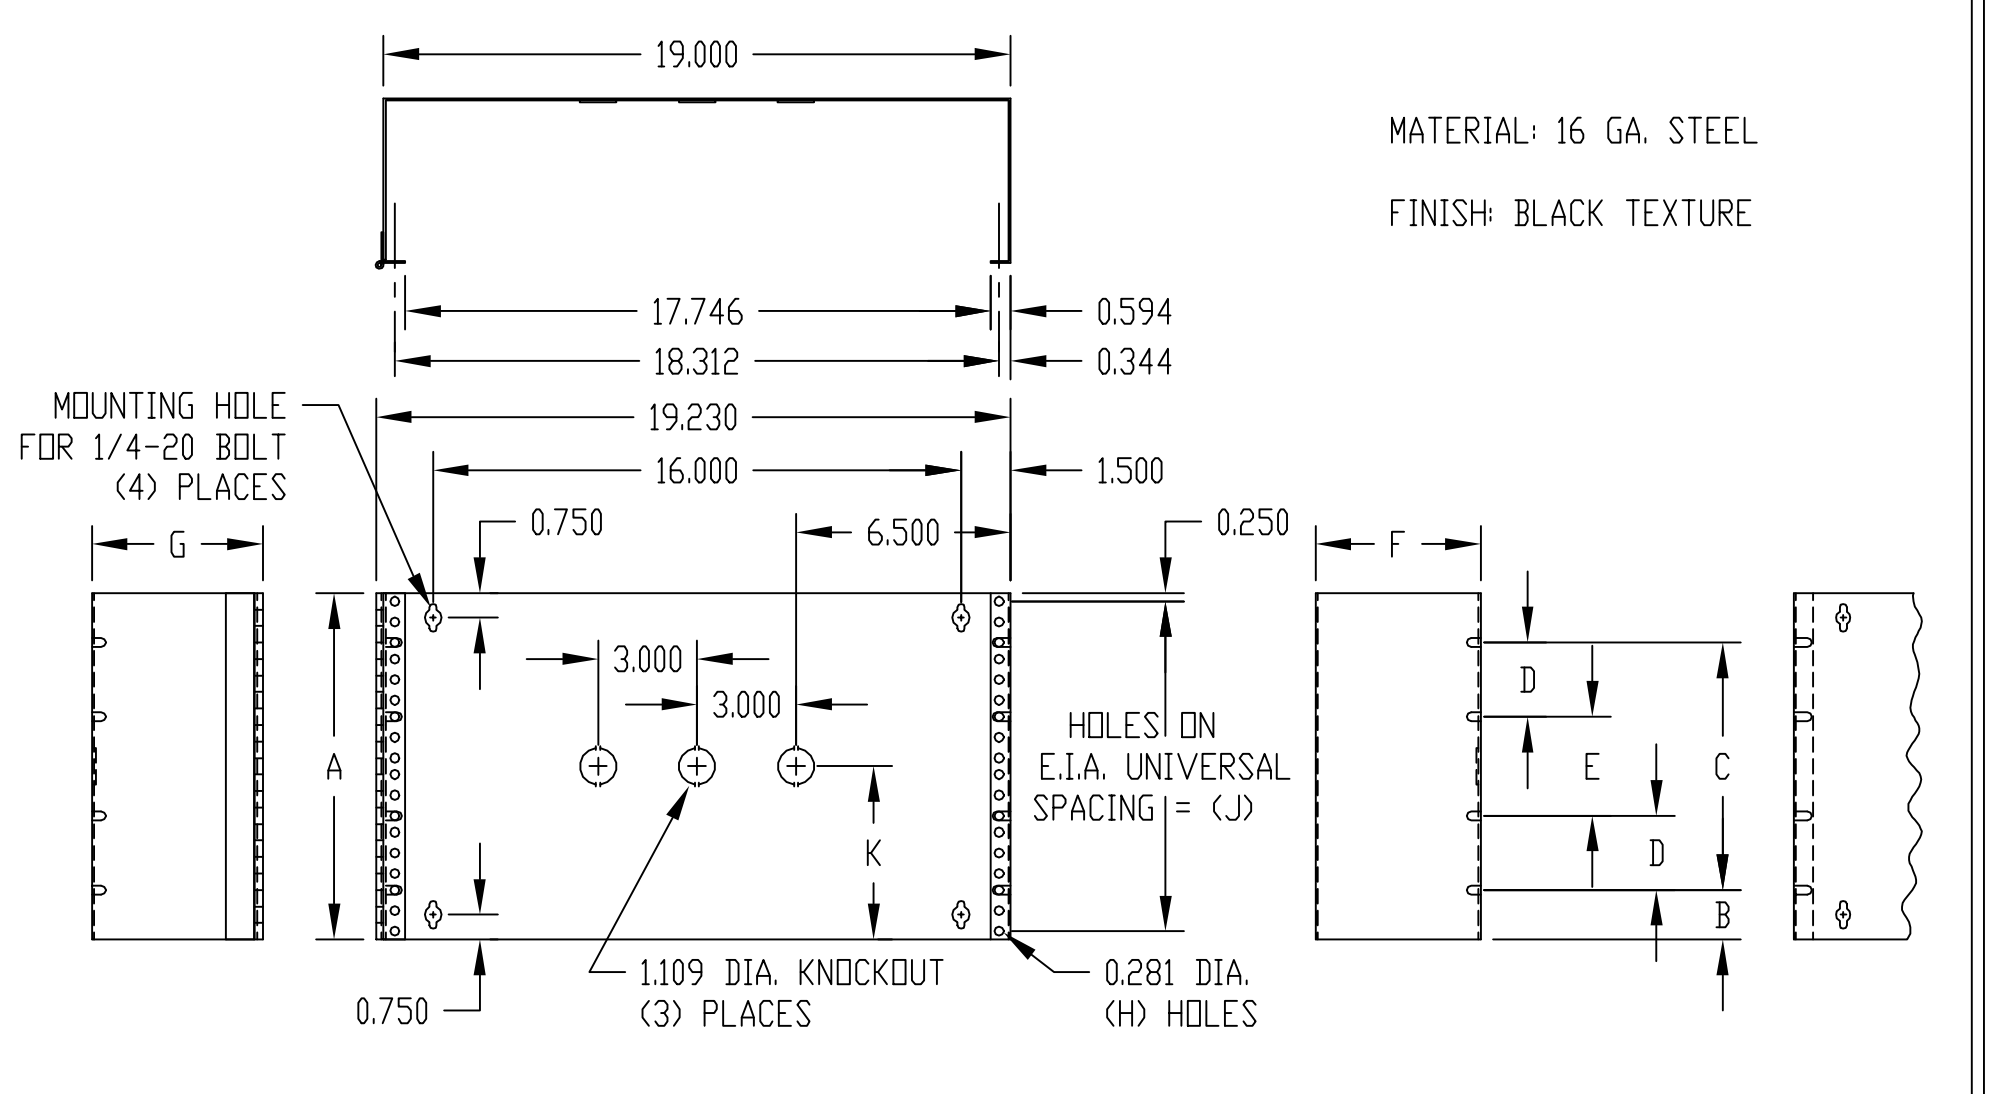 19.000
MATERIAL: 16 GA. STEEL
FINISH: BLACK TEXTURE
17.746
0.594
18.312
0.344
MOUNTING HOLE
FOR 1/4-20 BOLT
(4) PLACES
19.230
16.000
1.500
0.750
6.500
0.250
G
F
3.000
3.000
D
HOLES ON
E.I.A. UNIVERSAL
SPACING = (J)
A
E
C
K
D
B
1.109 DIA. KNOCKOUT
(3) PLACES
0.281 DIA.
(H) HOLES
0.750